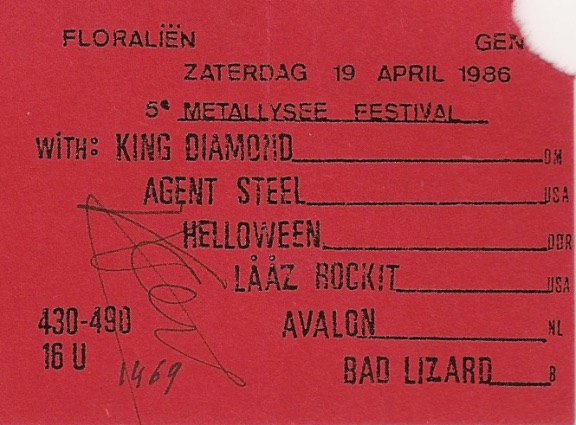 FLORALIËN GEN
ZATERDAG 19 APRIL 1986
5e METALLYSEE FESTIVAL
WITH: KING DIAMOND DM
AGENT STEEL USA
HELLOWEEN DDR
LÅÅZ ROCKIT USA
430-490 AVALON NL
16 U BAD LIZARD B
1469